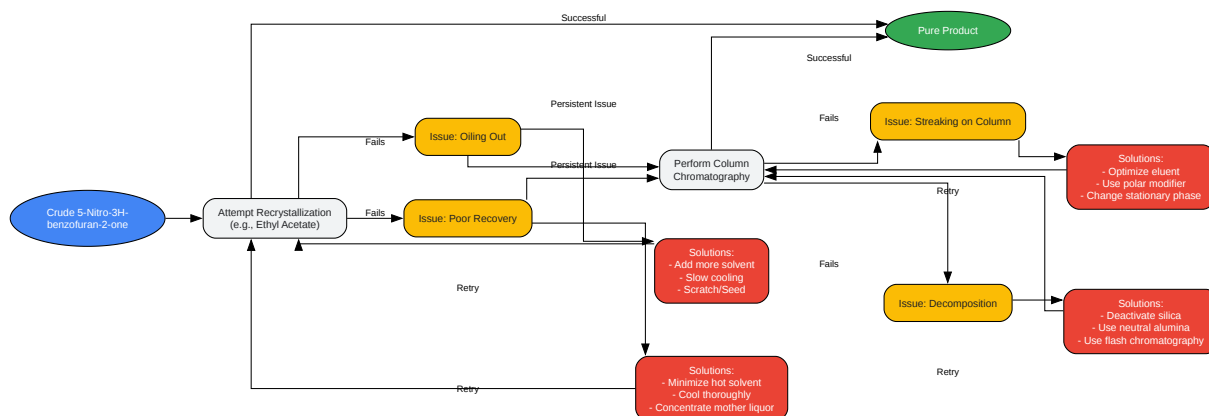 Successful
Pure Product
Successful
Persistent Issue
Issue: Oiling Out
Fails
Persistent Issue
Perform Column
Chromatography
Fails
Issue: Streaking on Column
Solutions:
- Optimize eluent
- Use polar modifier
- Change stationary phase
Retry
Crude 5-Nitro-3H-
benzofuran-2-one
Attempt Recrystallization
(e.g., Ethyl Acetate)
Fails
Issue: Poor Recovery
Solutions:
- Add more solvent
- Slow cooling
- Scratch/Seed
Retry
Fails
Issue: Decomposition
Solutions:
- Deactivate silica
- Use neutral alumina
- Use flash chromatography
Retry
Solutions:
- Minimize hot solvent
- Cool thoroughly
- Concentrate mother liquor
Retry